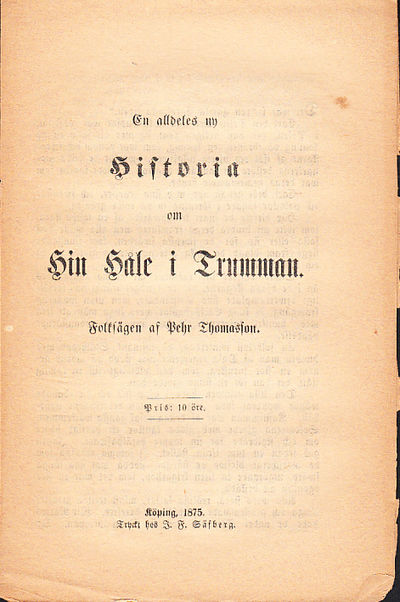 En alldeles ny
Historia
om
Hin Håle i Trumman.
Folksägen af Pehr Thomasson.
Pris: 10 öre.
Köping, 1875.
Tryckt hos J. F. Säfberg.